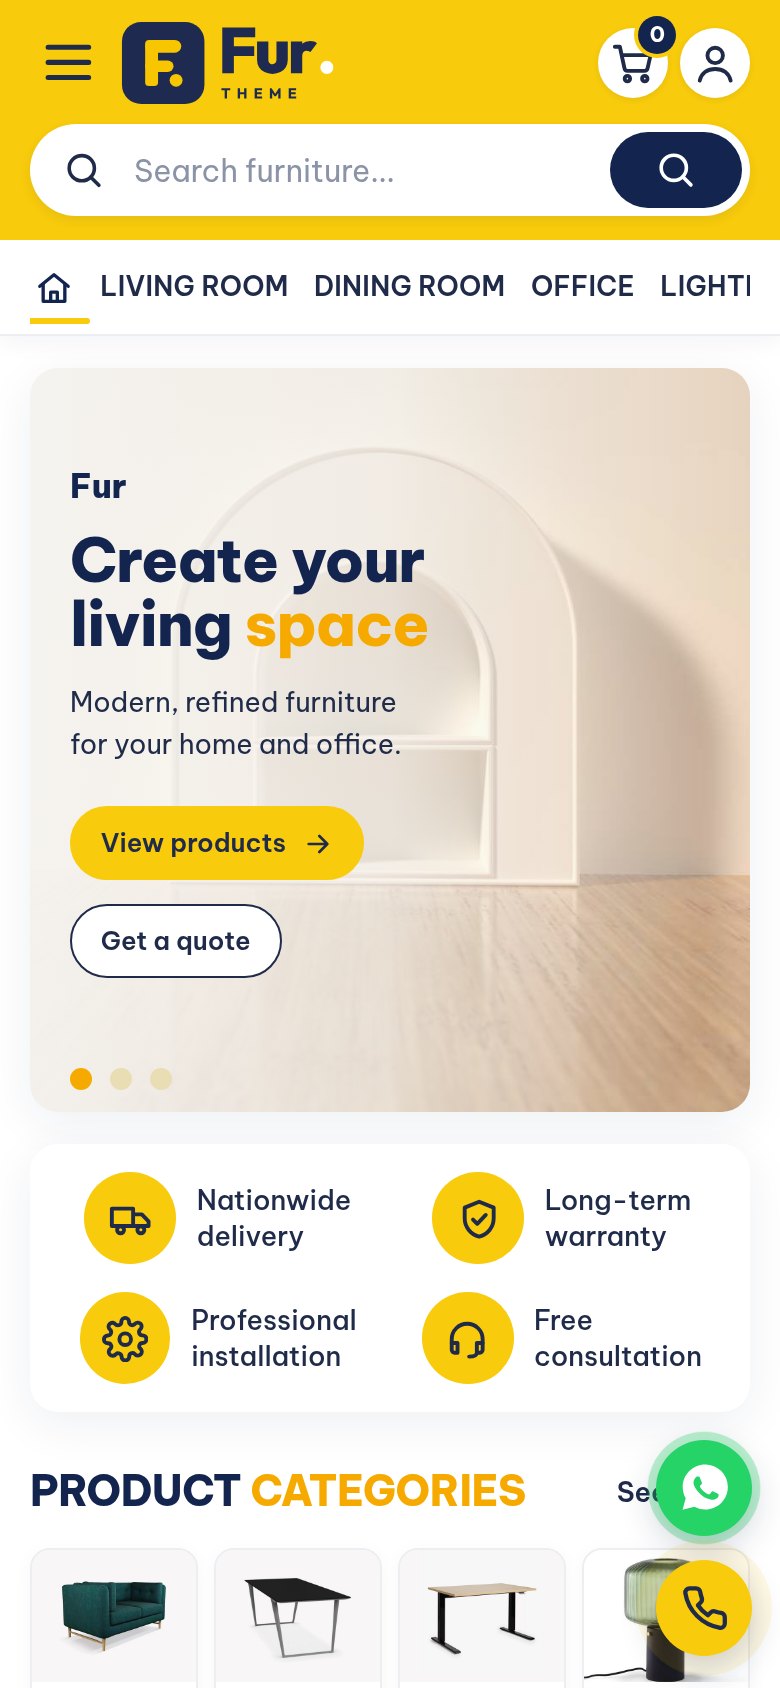 F.
Fur.
THEME
0
Search furniture...
LIVING ROOM DINING ROOM OFFICE LIGHTI
Fur
Create your
living space
Modern, refined furniture
for your home and office.
View products
Get a quote
Nationwide
delivery
Long-term
warranty
Professional
installation
Free
consultation
PRODUCT CATEGORIES